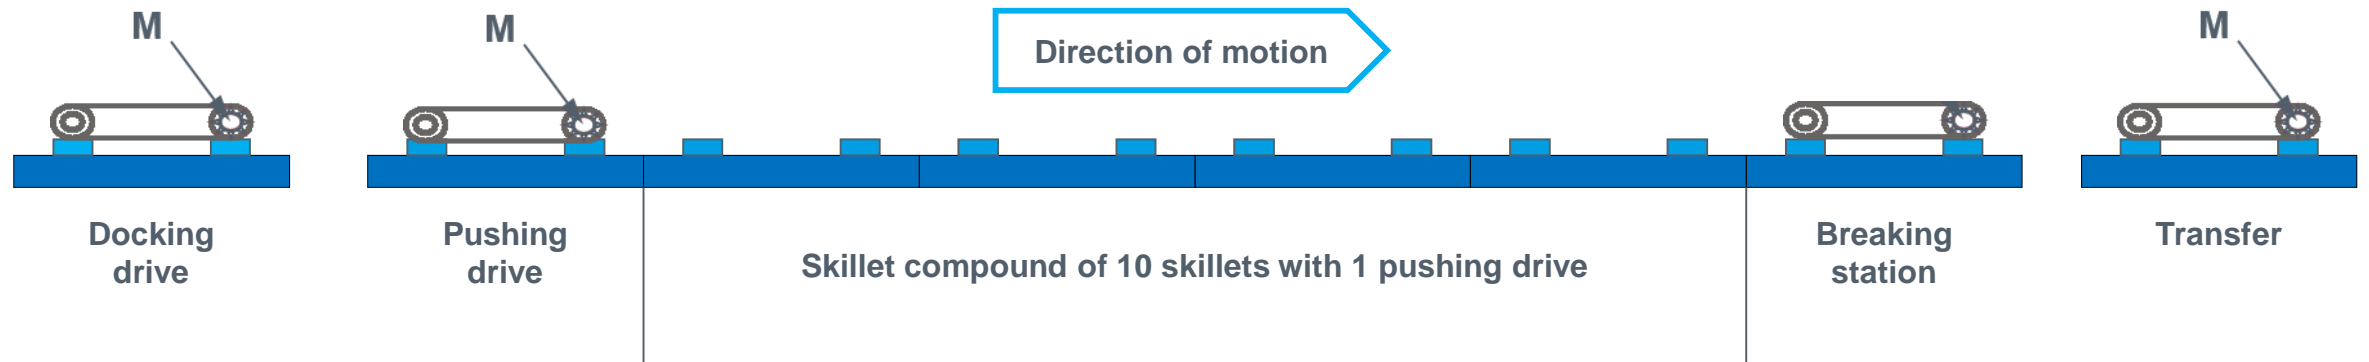 M
M
Direction of motion
M
Docking
drive
Pushing
drive
Skillet compound of 10 skillets with 1 pushing drive
Breaking
station
Transfer